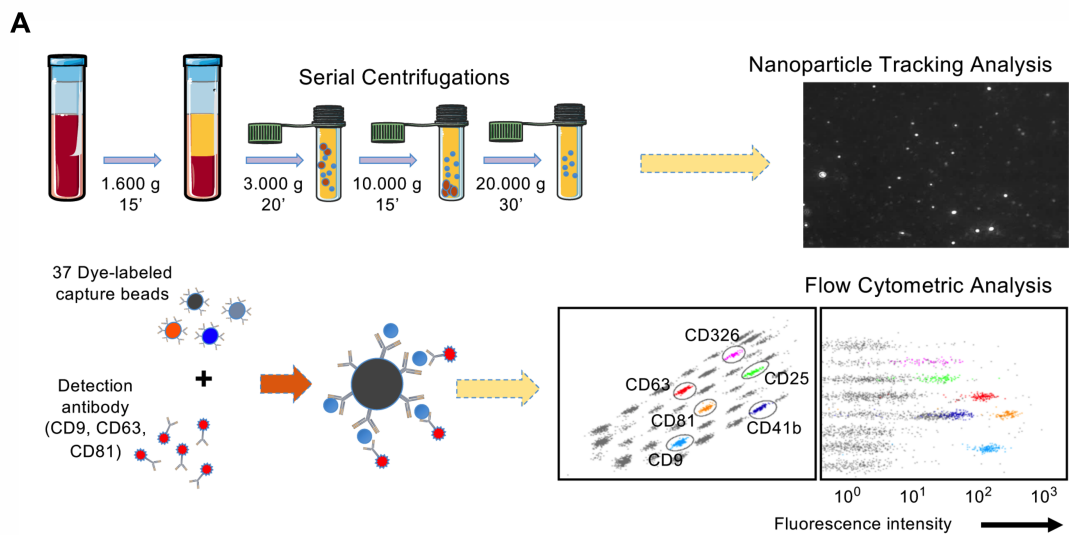 A
Serial Centrifugations
Nanoparticle Tracking Analysis
1.600 g
15’
3.000 g
20’
10.000 g
15’
20.000 g
30’
37 Dye-labeled
capture beads
+
Detection
antibody
(CD9, CD63,
CD81)
Flow Cytometric Analysis
CD326
CD25
CD63
CD81
CD41b
CD9
10⁰ 10¹ 10² 10³
Fluorescence intensity